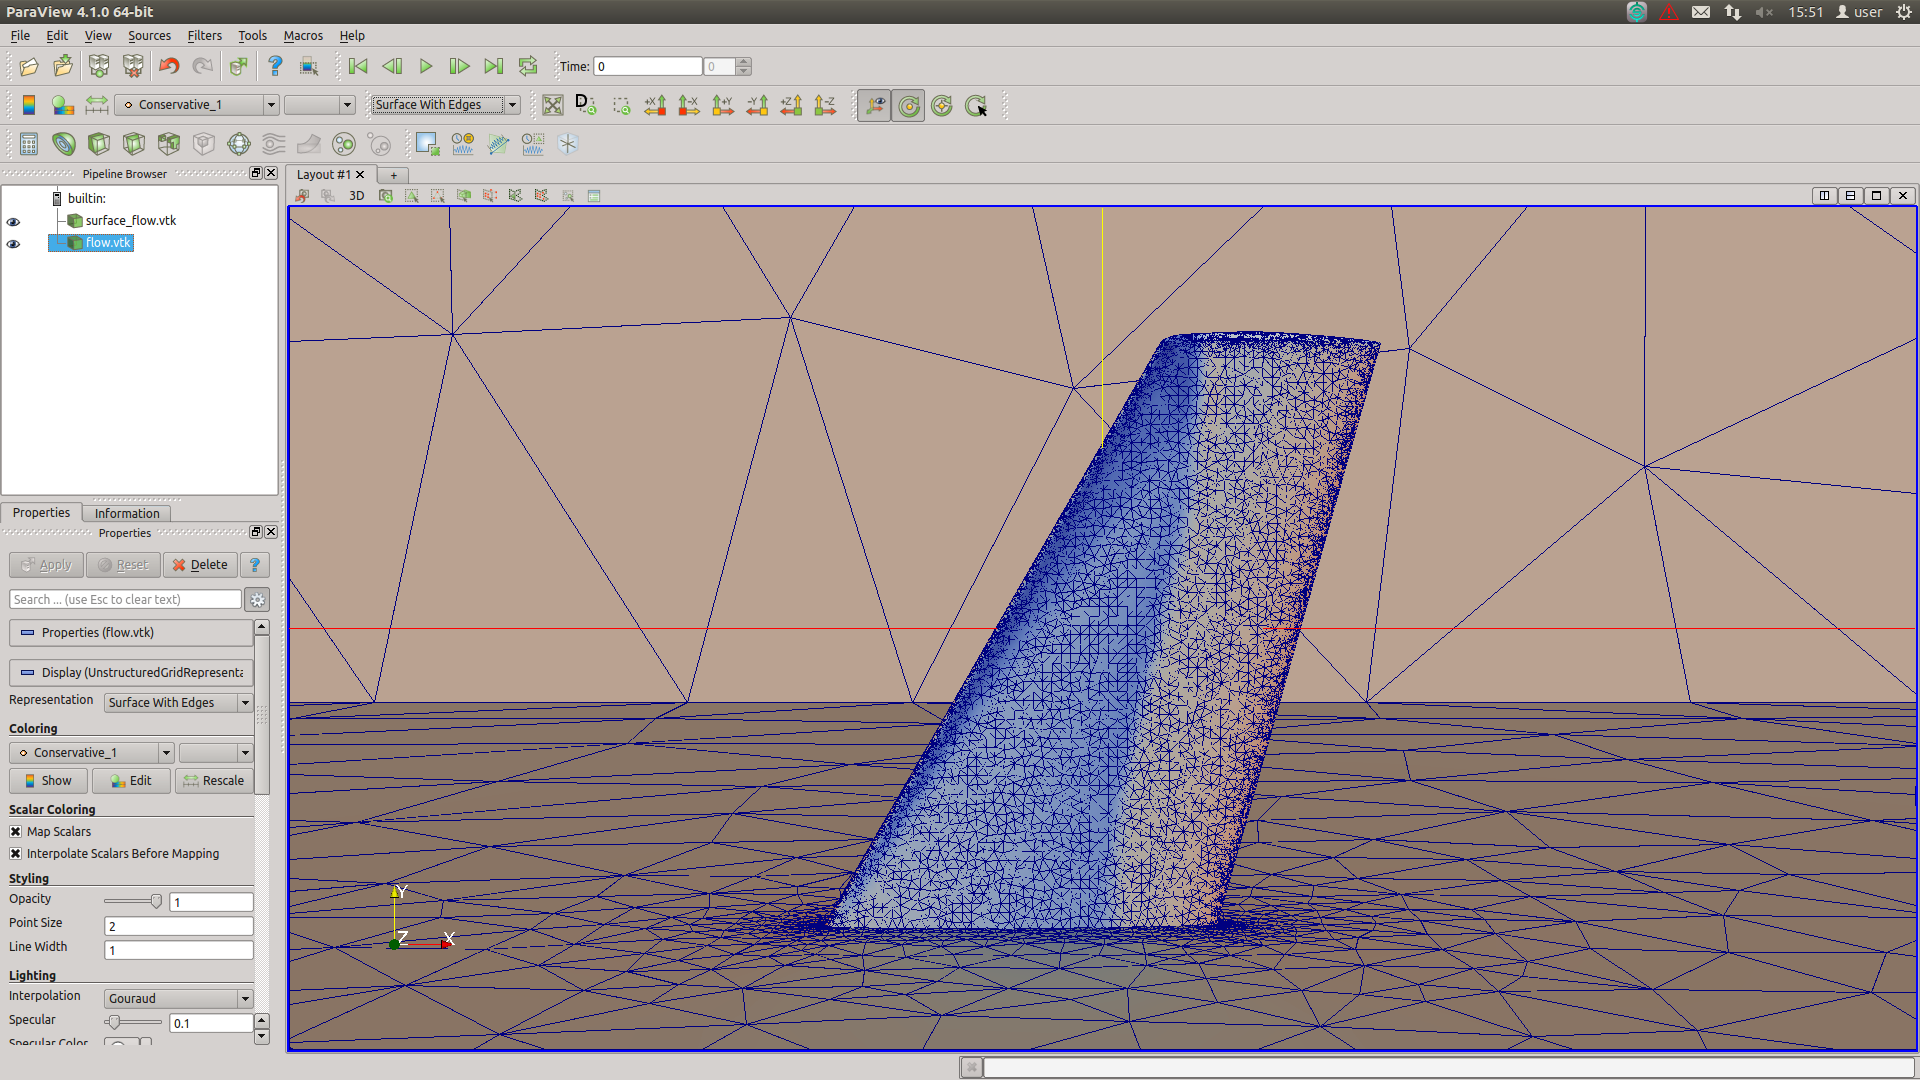 ParaView 4.1.0 64-bit
15:51 user
File Edit View Sources Filters Tools Macros Help
? Time: 0 0
Conservative_1 Surface With Edges D +X -X +Y -Y +Z -Z
Pipeline Browser
Layout #1 +
3D
builtin:
surface_flow.vtk
flow.vtk
Properties Information
Properties
Apply Reset Delete ?
Search ... (use Esc to clear text)
Properties (flow.vtk)
Display (UnstructuredGridRepresenta
Representation Surface With Edges
Coloring
Conservative_1
Show Edit Rescale
Scalar Coloring
Map Scalars
Interpolate Scalars Before Mapping
Styling
Opacity 1
Point Size 2
Line Width 1
Lighting
Interpolation Gouraud
Specular 0.1
Specular Color
Y
Z X